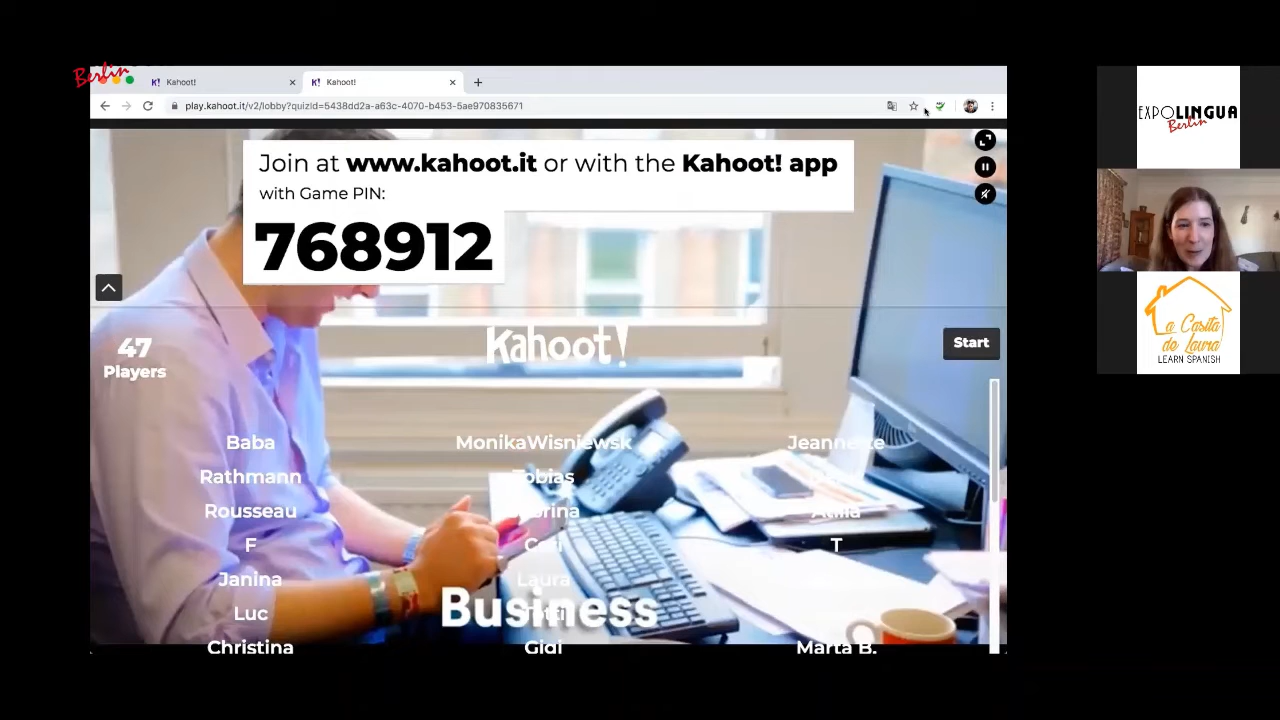 Berlin
Kahoot!
Kahoot!
play.kahoot.it/v2/lobby?quizId=5438dd2a-a63c-4070-b453-5ae970835671
Join at www.kahoot.it or with the Kahoot! app
with Game PIN:
768912
47
Players
Kahoot!
Start
Baba
MonikaWisniewsk
Jeannette
Rathmann
Tobias
Rousseau
F
T
Janina
Laura
Luc
Business
Christina
Gigi
Marta B.
EXPOLINGUA
Berlin
La Casita
de Laura
LEARN SPANISH